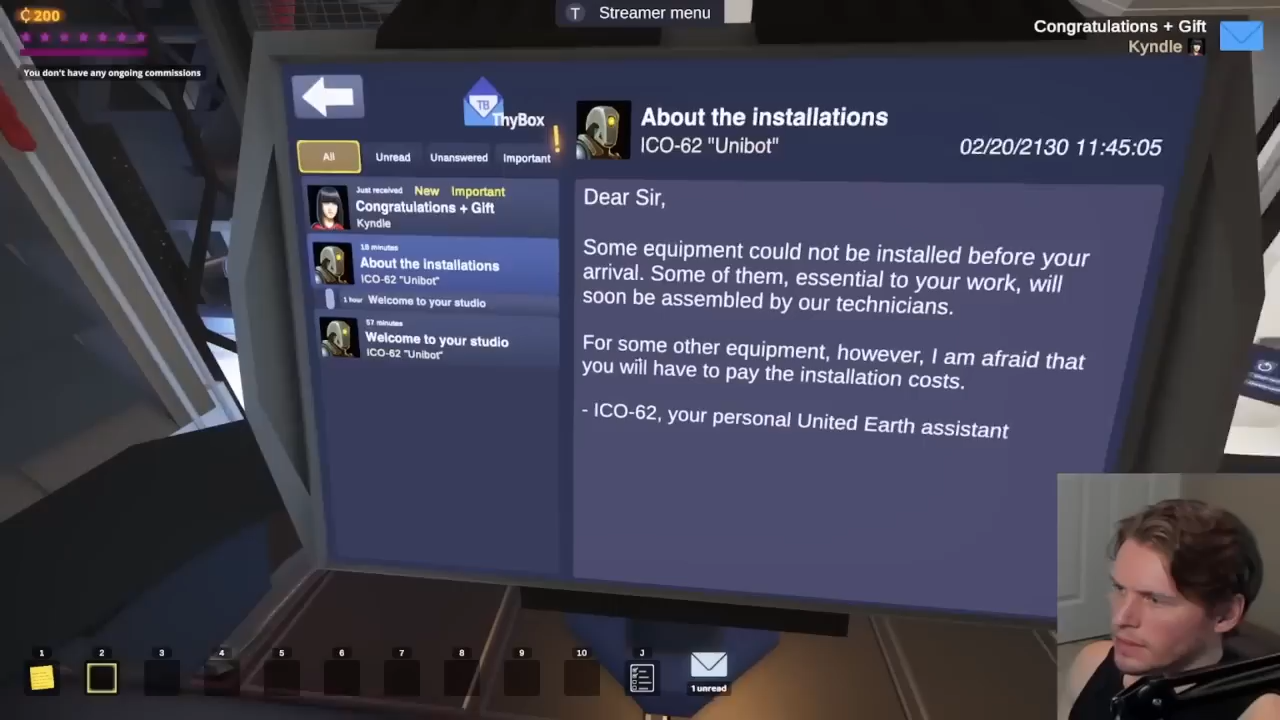 ₵ 200
T Streamer menu
Congratulations + Gift
Kyndle
You don't have any ongoing commissions
TB
ThyBox
!
All
Unread
Unanswered
Important
Just received New Important
Congratulations + Gift
Kyndle
18 minutes
About the installations
ICO-62 "Unibot"
1 hour Welcome to your studio
57 minutes
Welcome to your studio
ICO-62 "Unibot"
About the installations
ICO-62 "Unibot"
02/20/2130 11:45:05
Dear Sir,
Some equipment could not be installed before your
arrival. Some of them, essential to your work, will
soon be assembled by our technicians.
For some other equipment, however, I am afraid that
you will have to pay the installation costs.
- ICO-62, your personal United Earth assistant
1
2
3
4
5
6
7
8
9
10
J
1 unread